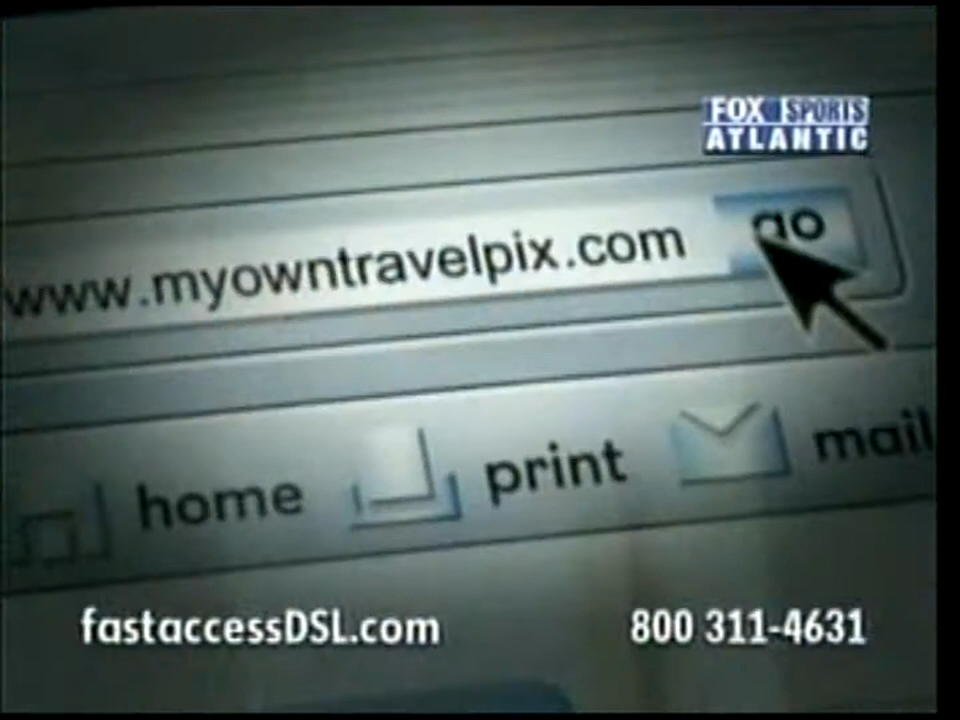 FOX SPORTS
ATLANTIC
www.myowntravelpix.com go
home print mail
fastaccessDSL.com 800 311-4631